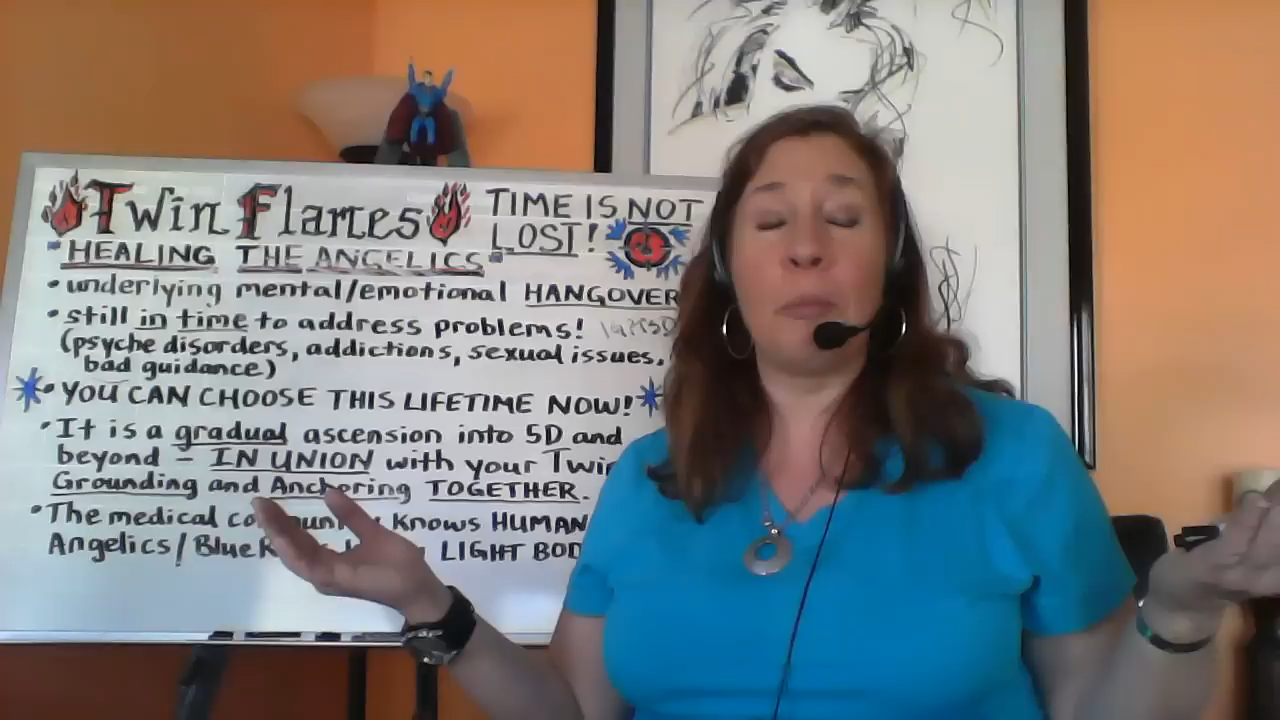 Twin Flames
TIME IS NOT
LOST!
HEALING THE ANGELICS
• underlying mental/emotional HANGOVER
• still in time to address problems!
(psyche disorders, addictions, sexual issues,
bad guidance)
• YOU CAN CHOOSE THIS LIFETIME NOW!
• It is a gradual ascension into 5D and
beyond – IN UNION with your Twin
Grounding and Anchoring TOGETHER.
• The medical knows HUMAN
Angelics/Blue LIGHT BOD